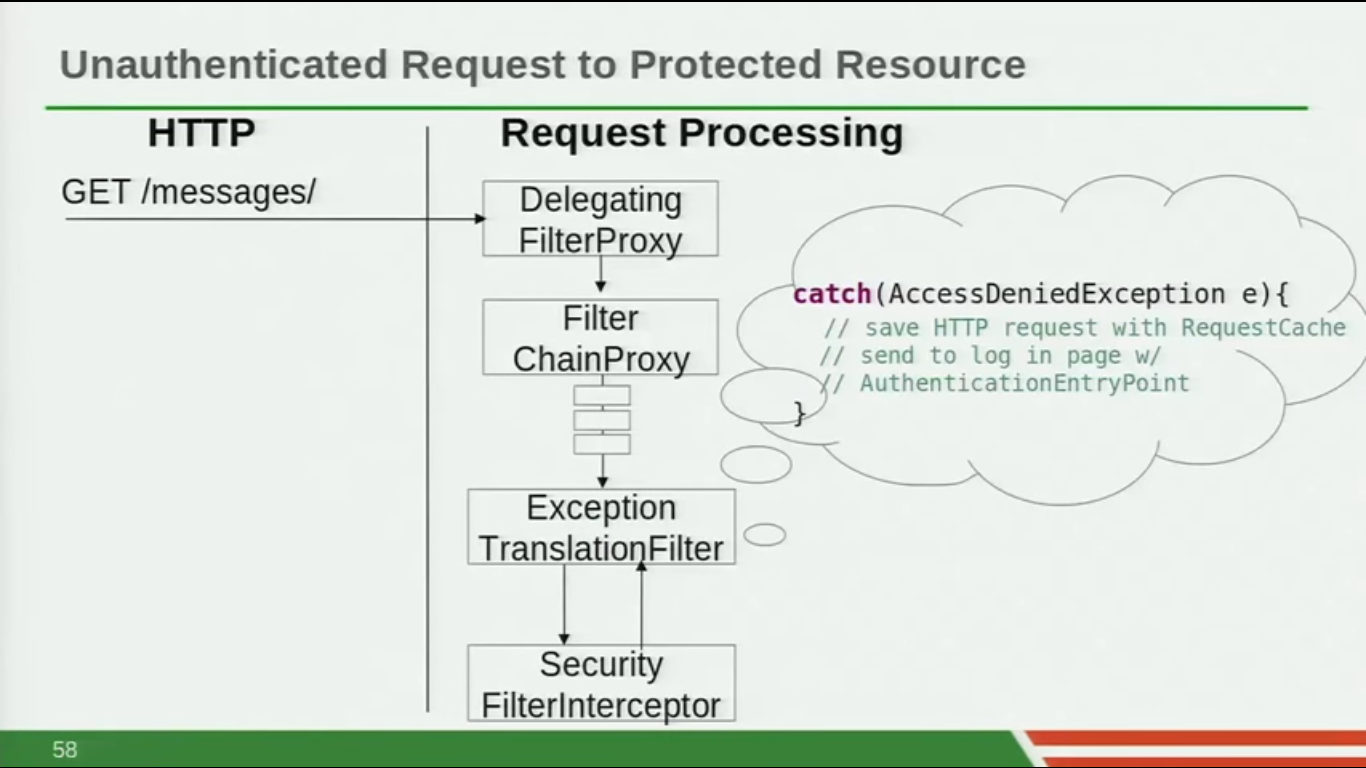 Unauthenticated Request to Protected Resource
HTTP
Request Processing
GET /messages/
Delegating
FilterProxy
Filter
ChainProxy
catch(AccessDeniedException e){
// save HTTP request with RequestCache
// send to log in page w/
// AuthenticationEntryPoint
}
Exception
TranslationFilter
Security
FilterInterceptor
58